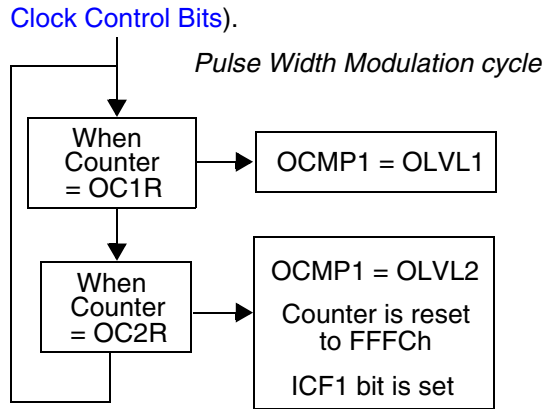 Clock Control Bits).
Pulse Width Modulation cycle
When
Counter
= OC1R
OCMP1 = OLVL1
When
Counter
= OC2R
OCMP1 = OLVL2
Counter is reset
to FFFCh
ICF1 bit is set